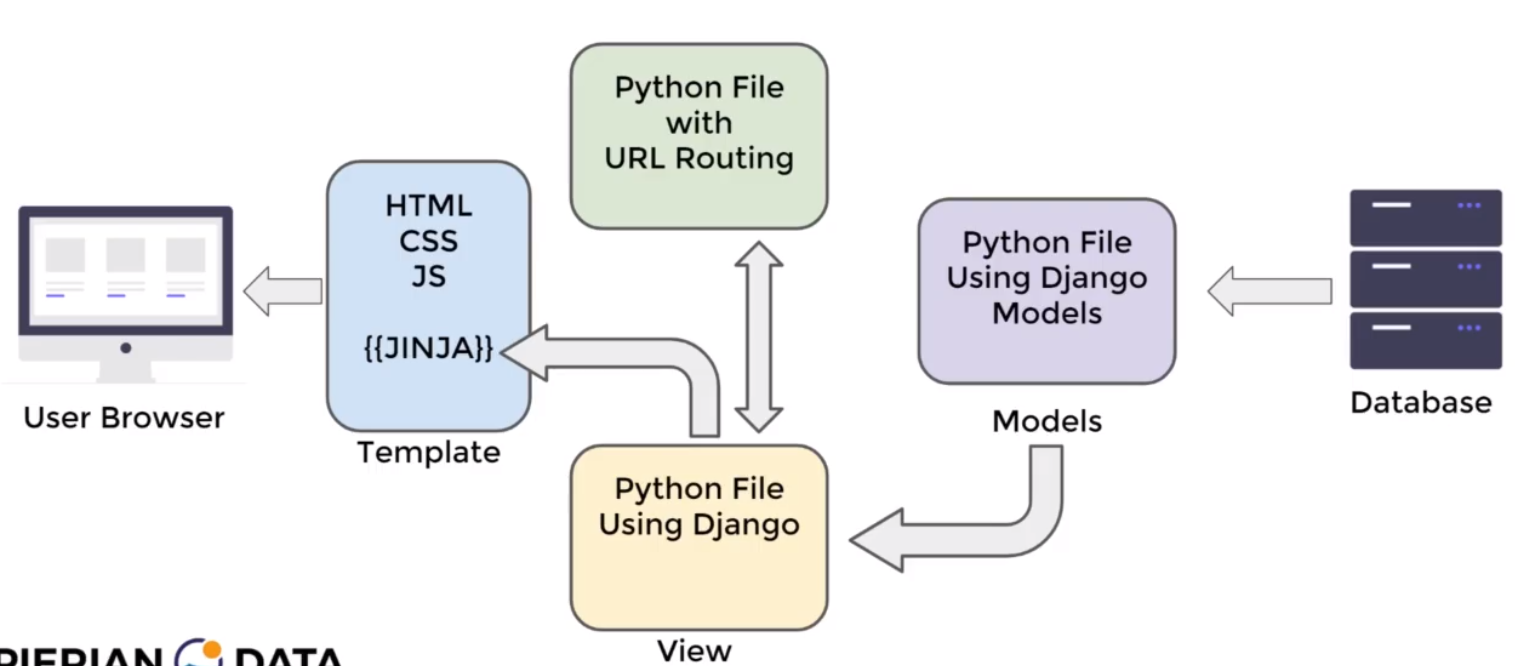 Python File
with
URL Routing
HTML
CSS
JS
{{JINJA}}
Python File
Using Django
Models
User Browser
Template
Models
Database
Python File
Using Django
View
PIERIAN DATA